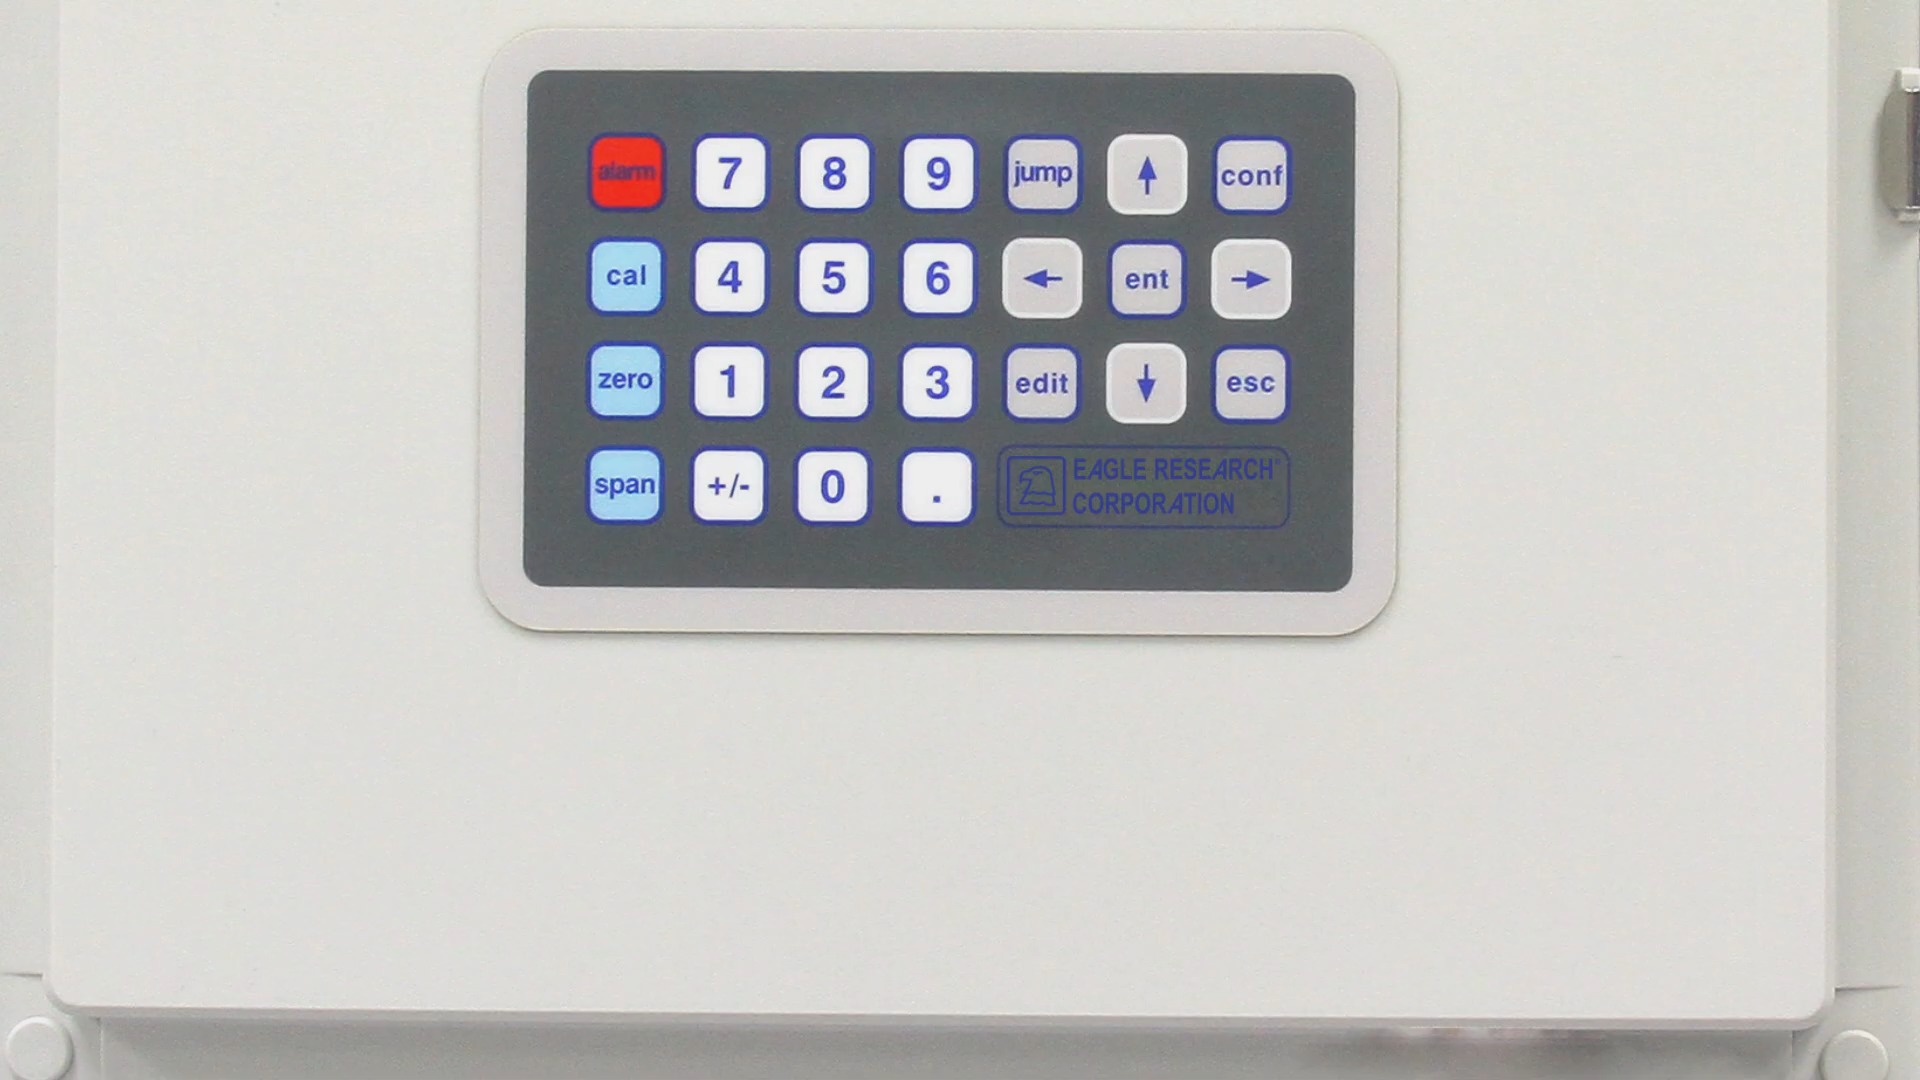 alarm 7 8 9 jump ↑ conf
cal 4 5 6 ← ent →
zero 1 2 3 edit ↓ esc
span +/- 0 .
EAGLE RESEARCH
CORPORATION